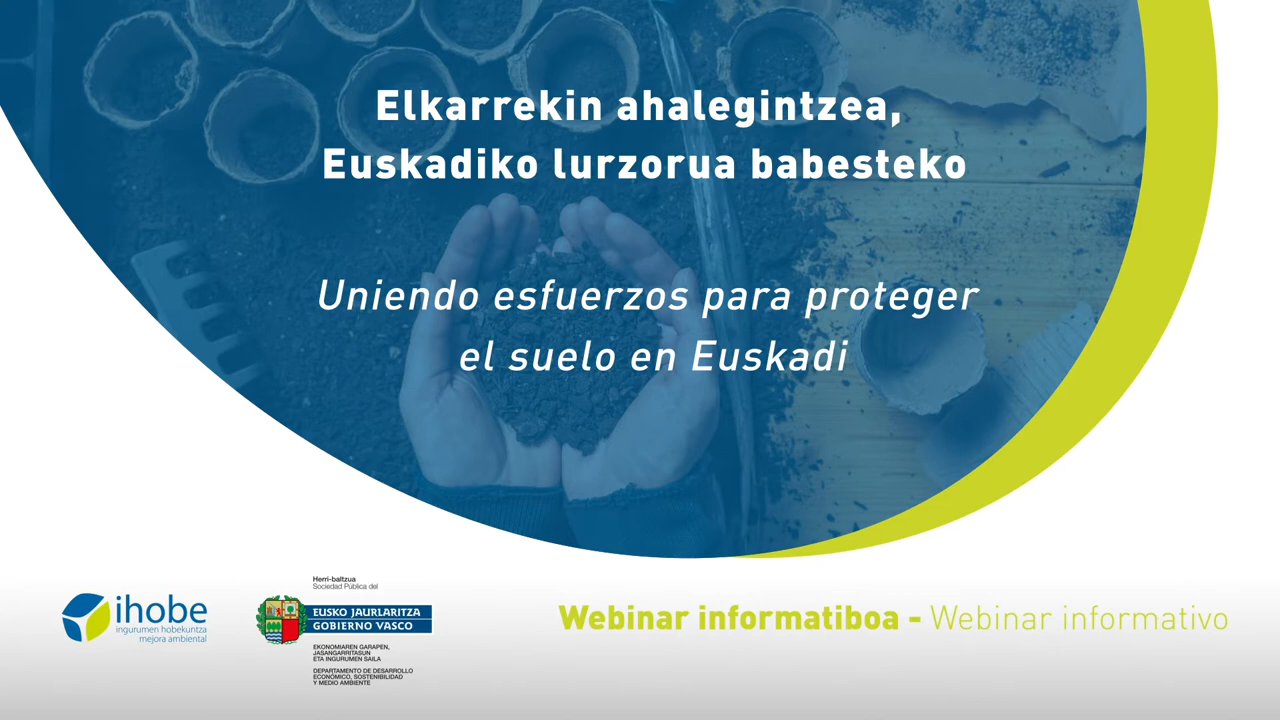 Elkarrekin ahalegintzea,
Euskadiko lurzorua babesteko
Uniendo esfuerzos para proteger
el suelo en Euskadi
ihobe
ingurumen hobekuntza
mejora ambiental
Herri-baltzua
Sociedad Pública del
EUSKO JAURLARITZA
GOBIERNO VASCO
EKONOMIAREN GARAPEN,
JASANGARRITASUN
ETA INGURUMEN SAILA
DEPARTAMENTO DE DESARROLLO
ECONÓMICO, SOSTENIBILIDAD
Y MEDIO AMBIENTE
Webinar informatiboa - Webinar informativo